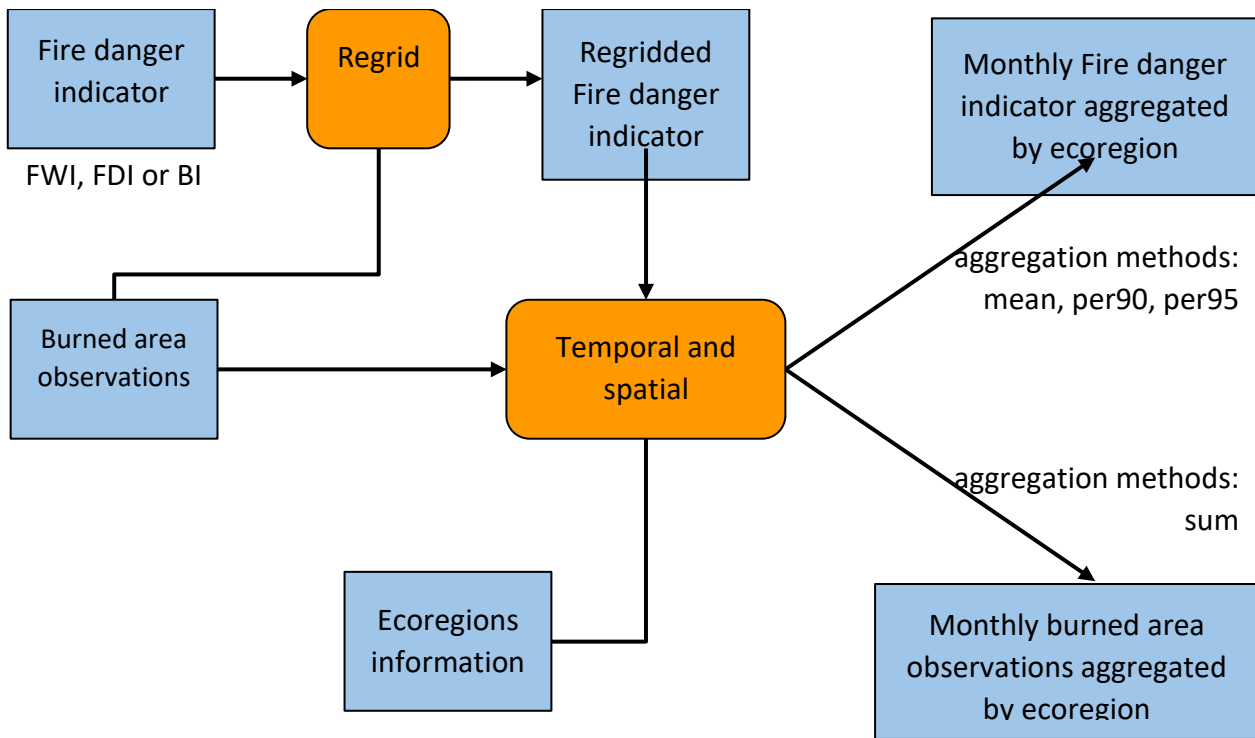 Fire danger
indicator
FWI, FDI or BI
Regrid
Regridded
Fire danger
indicator
Monthly Fire danger
indicator aggregated
by ecoregion
aggregation methods:
mean, per90, per95
Burned area
observations
Temporal and
spatial
aggregation methods:
sum
Ecoregions
information
Monthly burned area
observations aggregated
by ecoregion